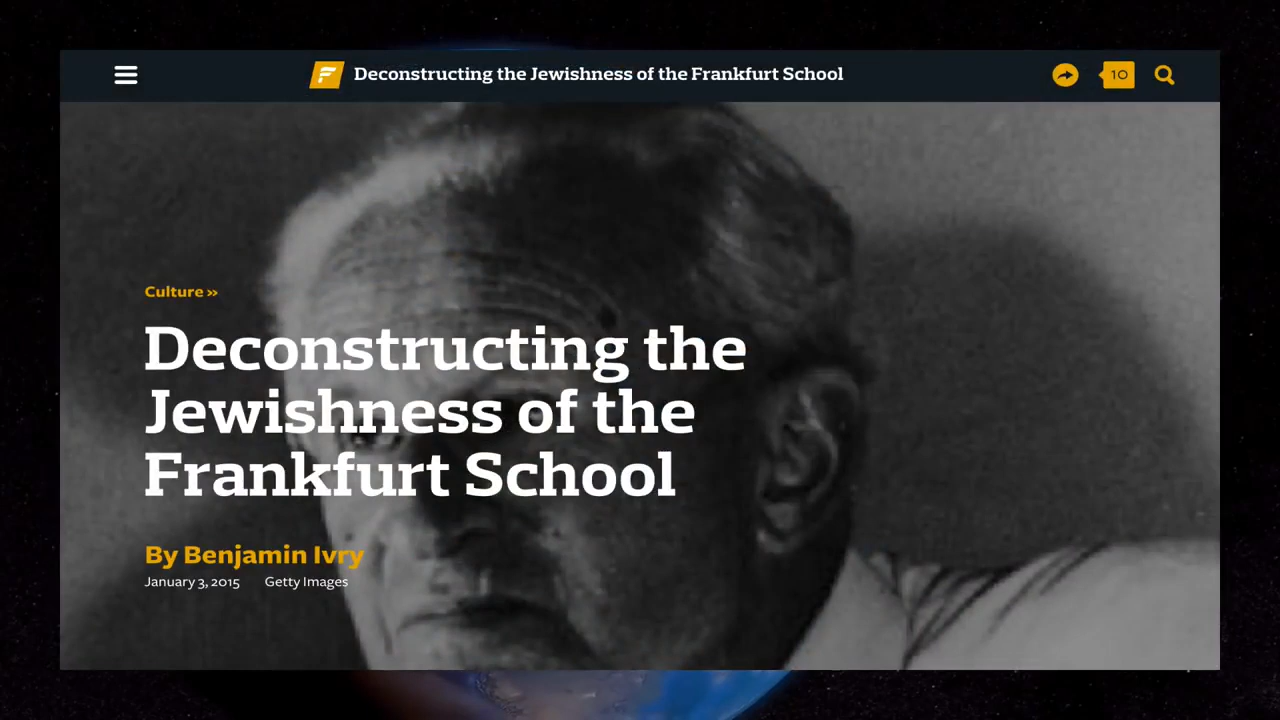 Deconstructing the Jewishness of the Frankfurt School
10
Culture »
Deconstructing the
Jewishness of the
Frankfurt School
By Benjamin Ivry
January 3, 2015 Getty Images